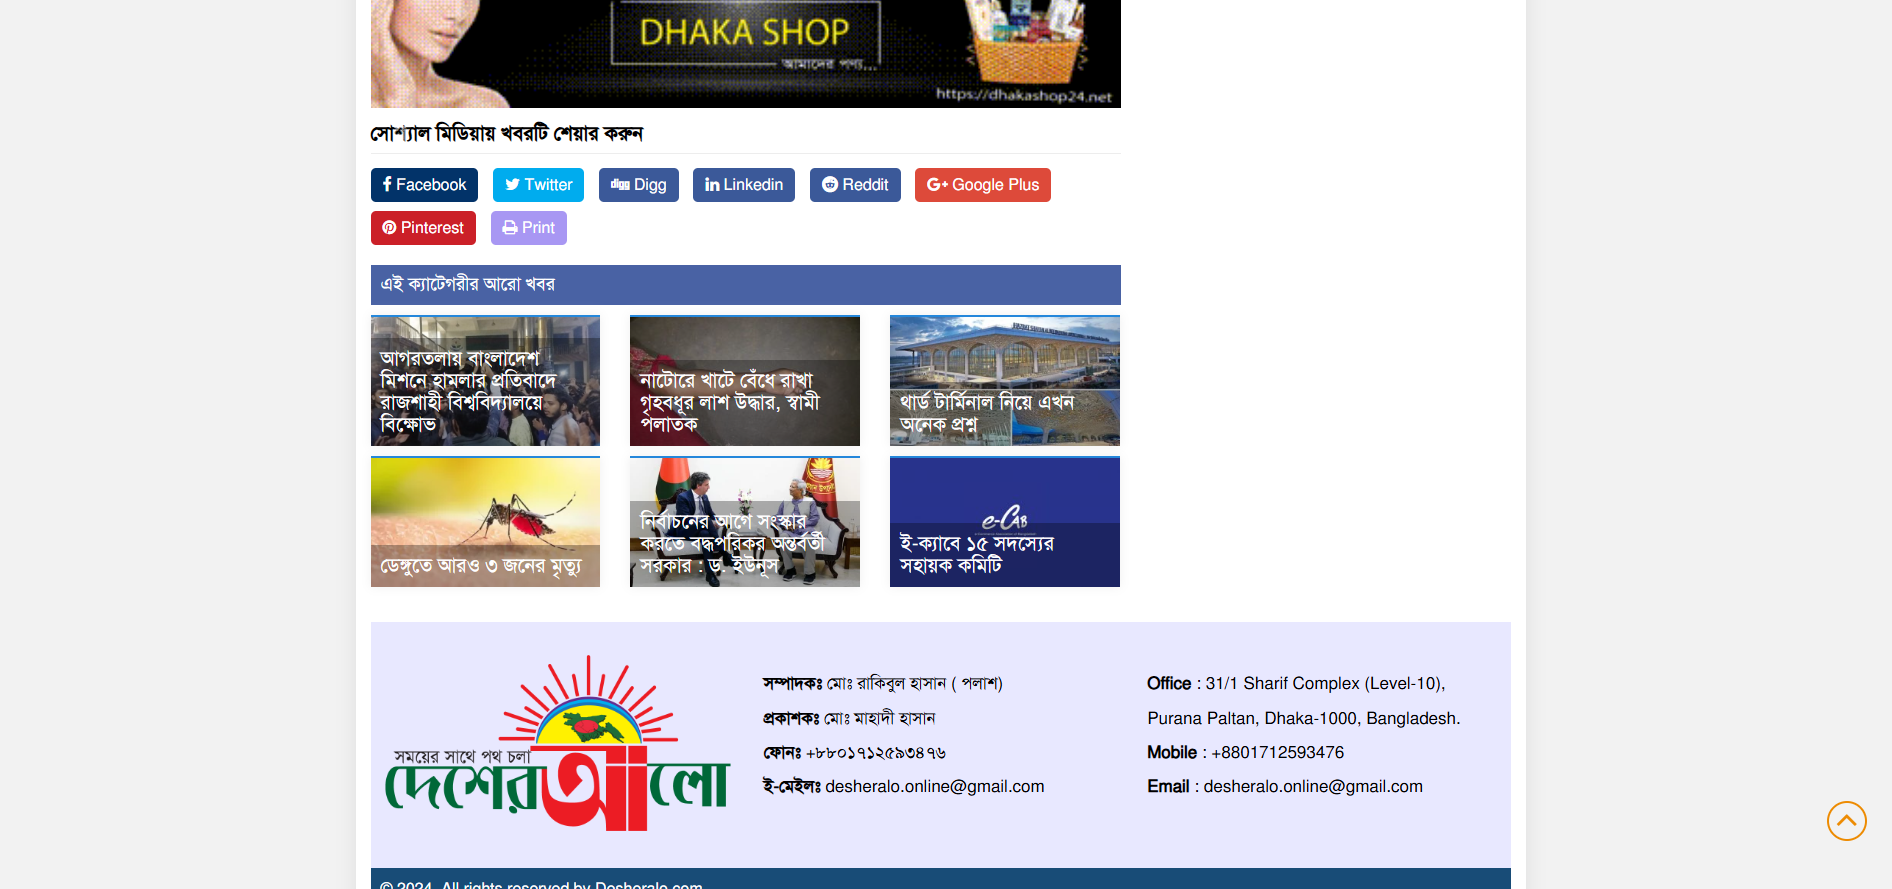 DHAKA SHOP
আমাদের পণ্য...
https://dhakashop24.net
সোশ্যাল মিডিয়ায় খবরটি শেয়ার করুন
Facebook Twitter Digg Linkedin Reddit Google Plus
Pinterest Print
এই ক্যাটেগরীর আরো খবর
আগরতলায় বাংলাদেশ
মিশনে হামলার প্রতিবাদে
রাজশাহী বিশ্ববিদ্যালয়ে
বিক্ষোভ
নাটোরে খাটে বেঁধে রাখা
গৃহবধূর লাশ উদ্ধার, স্বামী
পলাতক
থার্ড টার্মিনাল নিয়ে এখন
অনেক প্রশ্ন
ডেঙ্গুতে আরও ৩ জনের মৃত্যু
নির্বাচনের আগে সংস্কার
করতে বদ্ধপরিকর অন্তর্বর্তী
সরকার : ড. ইউনূস
e-CAB
ই-ক্যাবে ১৫ সদস্যের
সহায়ক কমিটি
সময়ের সাথে পথ চলা
দেশের আলো
সম্পাদকঃ মোঃ রাকিবুল হাসান ( পলাশ)
প্রকাশকঃ মোঃ মাহাদী হাসান
ফোনঃ +৮৮০১৭১২৫৯৩৪৭৬
ই-মেইলঃ desheralo.online@gmail.com
Office : 31/1 Sharif Complex (Level-10),
Purana Paltan, Dhaka-1000, Bangladesh.
Mobile : +8801712593476
Email : desheralo.online@gmail.com
© 2024, All rights reserved by Desheralo.com